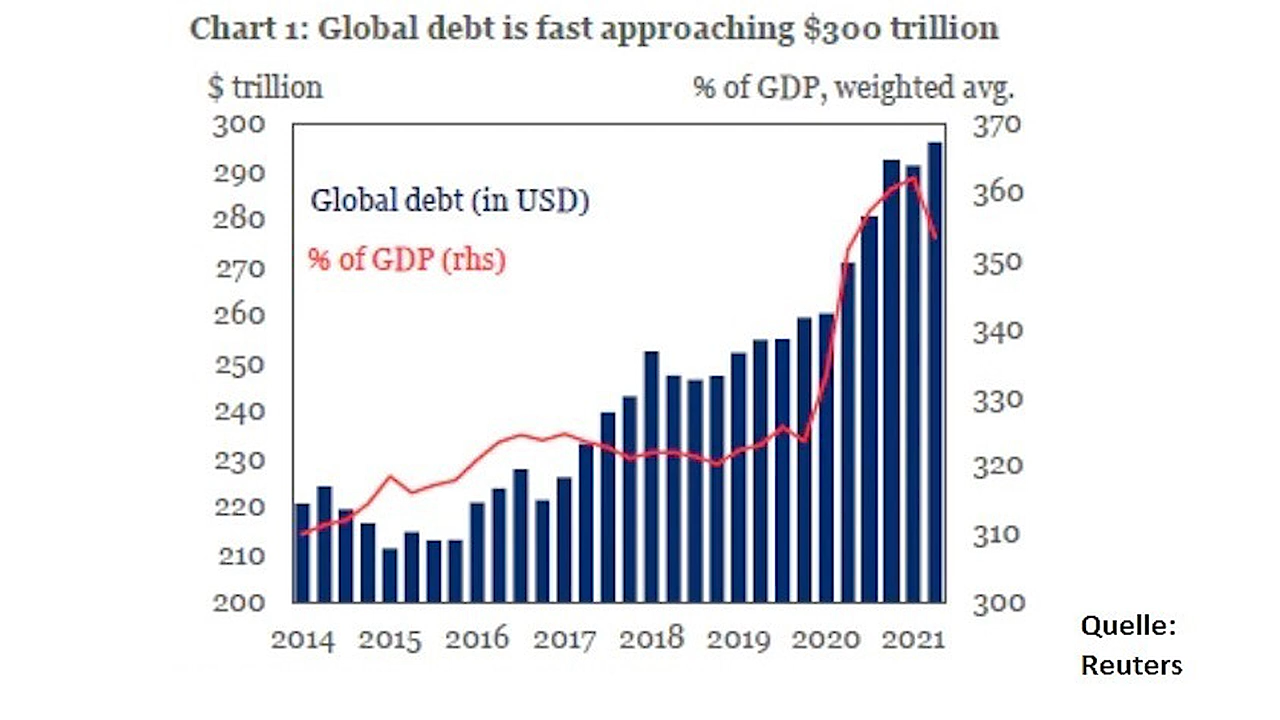 Chart 1: Global debt is fast approaching $300 trillion
$ trillion
% of GDP, weighted avg.
300
290
280
270
260
250
240
230
220
210
200
Global debt (in USD)
% of GDP (rhs)
370
360
350
340
330
320
310
300
2014 2015 2016 2017 2018 2019 2020 2021
Quelle:
Reuters